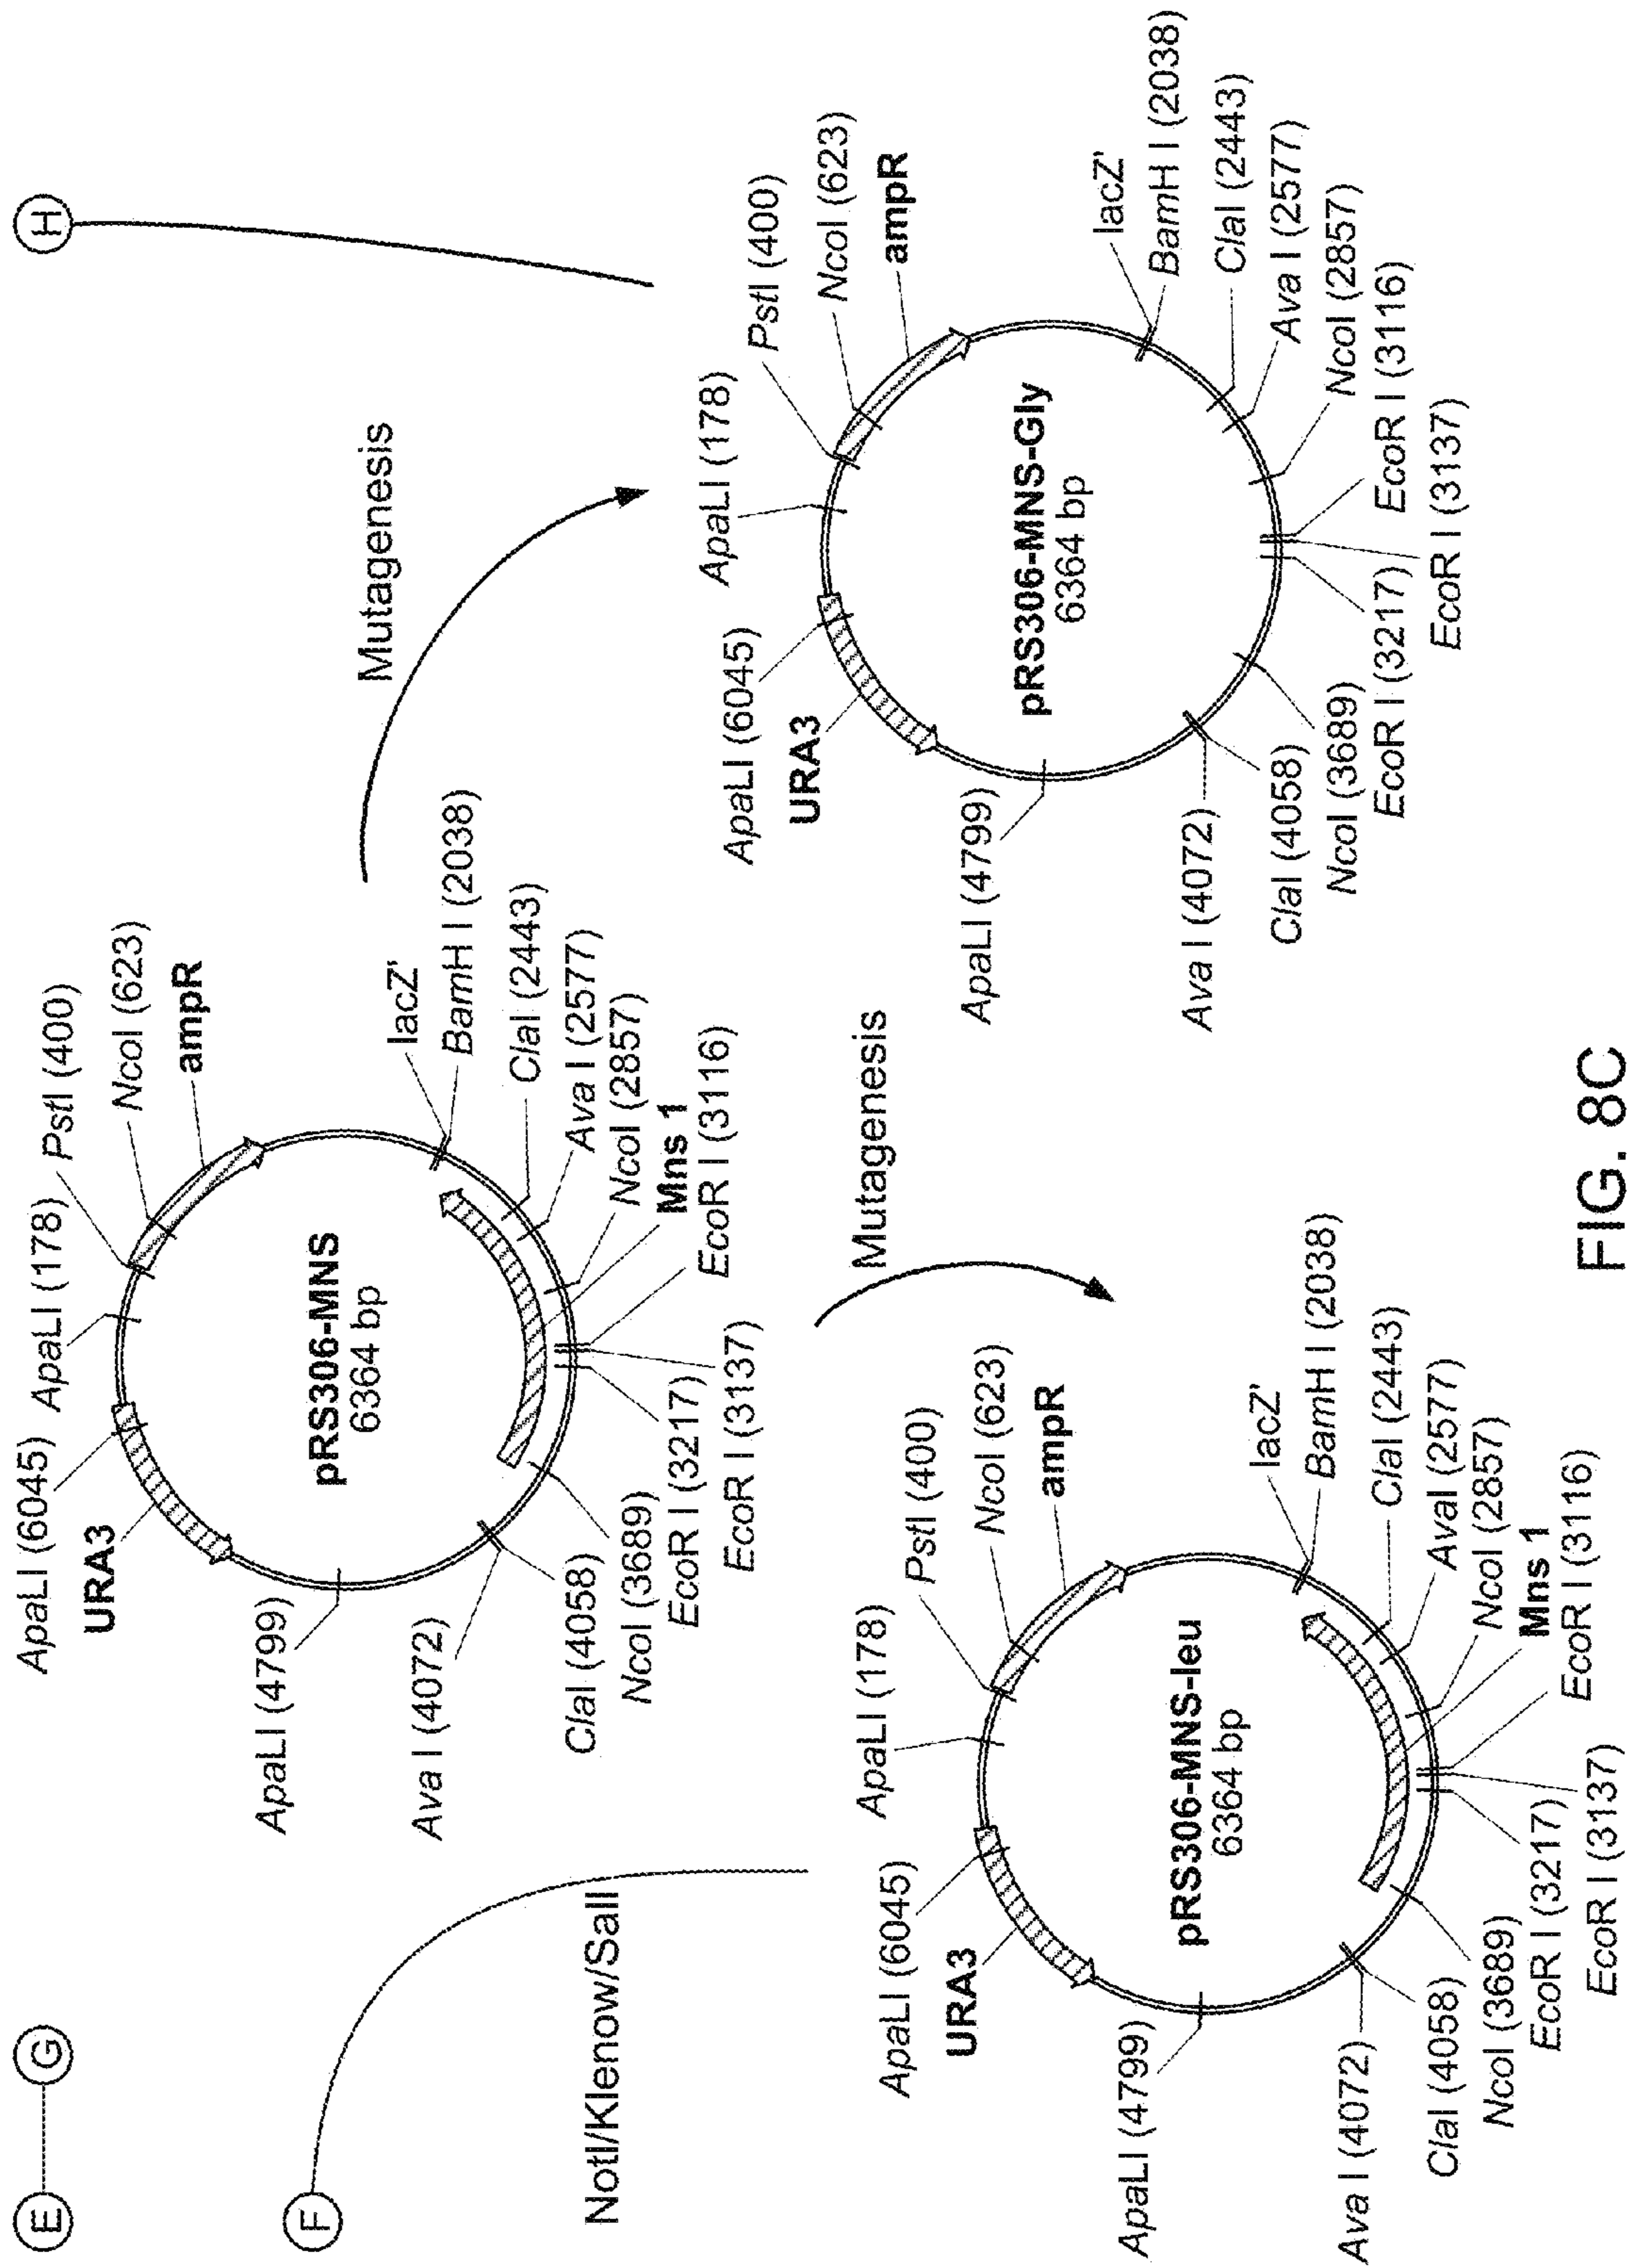 E
G
H
F
NotI/Klenow/SalI
Mutagenesis
Mutagenesis
ApaLI (6045)
ApaLI (178)
PstI (400)
NcoI (623)
URA3
ampR
pRS306-MNS
6364 bp
ApaLI (4799)
lacZ'
BamH I (2038)
Ava I (4072)
ClaI (2443)
Ava I (2577)
ClaI (4058)
NcoI (2857)
NcoI (3689)
Mns 1
EcoR I (3217)
EcoR I (3116)
EcoR I (3137)
ApaLI (6045)
ApaLI (178)
PstI (400)
NcoI (623)
URA3
ampR
pRS306-MNS-Gly
6364 bp
ApaLI (4799)
lacZ'
BamH I (2038)
Ava I (4072)
ClaI (2443)
ClaI (4058)
Ava I (2577)
NcoI (3689)
NcoI (2857)
EcoR I (3217)
EcoR I (3116)
EcoR I (3137)
ApaLI (6045)
ApaLI (178)
PstI (400)
NcoI (623)
URA3
ampR
pRS306-MNS-leu
6364 bp
ApaLI (4799)
lacZ'
BamH I (2038)
Ava I (4072)
ClaI (2443)
ClaI (4058)
AvaI (2577)
NcoI (3689)
NcoI (2857)
Mns 1
EcoR I (3217)
EcoR I (3116)
EcoR I (3137)
FIG. 8C